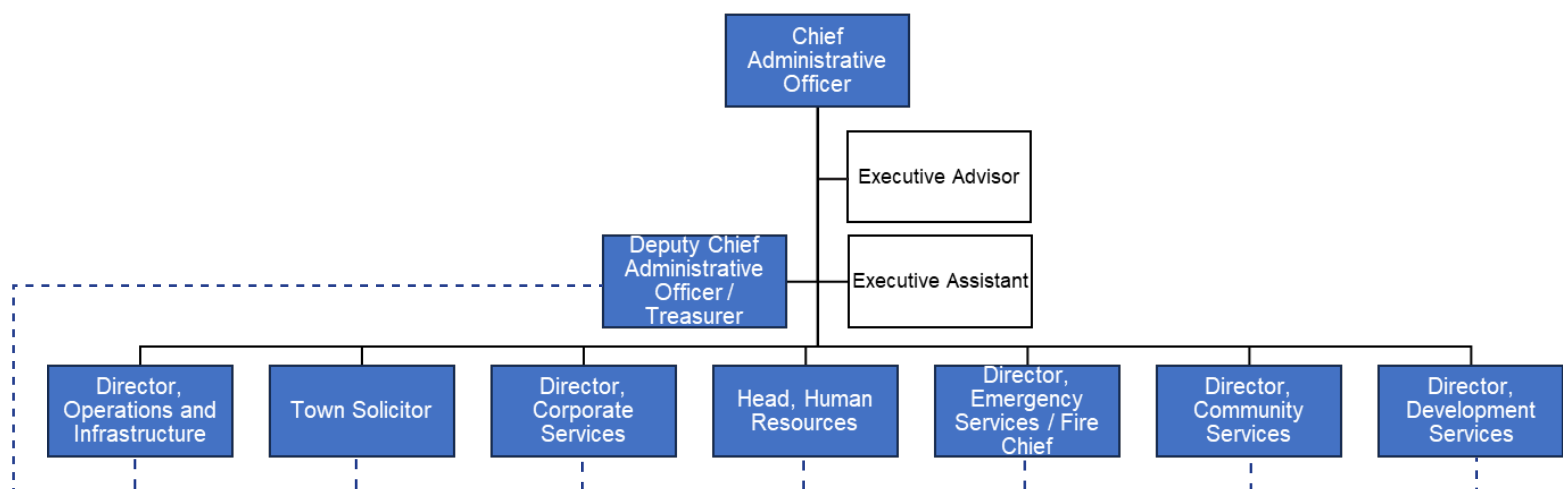 Chief
Administrative
Officer
Executive Advisor
Deputy Chief
Administrative
Officer /
Treasurer
Executive Assistant
Director,
Operations and
Infrastructure
Town Solicitor
Director,
Corporate
Services
Head, Human
Resources
Director,
Emergency
Services / Fire
Chief
Director,
Community
Services
Director,
Development
Services